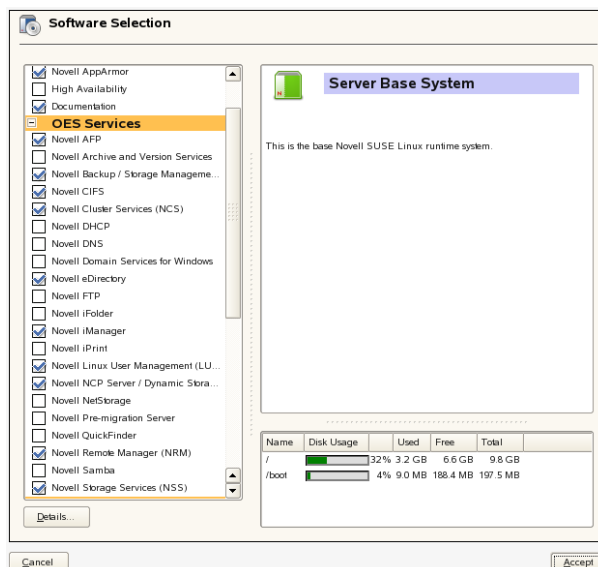 Software Selection
Novell AppArmor
High Availability
Documentation
OES Services
Novell AFP
Novell Archive and Version Services
Novell Backup / Storage Manageme...
Novell CIFS
Novell Cluster Services (NCS)
Novell DHCP
Novell DNS
Novell Domain Services for Windows
Novell eDirectory
Novell FTP
Novell iFolder
Novell iManager
Novell iPrint
Novell Linux User Management (LU...
Novell NCP Server / Dynamic Stora...
Novell NetStorage
Novell Pre-migration Server
Novell QuickFinder
Novell Remote Manager (NRM)
Novell Samba
Novell Storage Services (NSS)
Details...
Server Base System
This is the base Novell SUSE Linux runtime system.
Name Disk Usage Used Free Total
/ 32% 3.2 GB 6.6 GB 9.8 GB
/boot 4% 9.0 MB 188.4 MB 197.5 MB
Cancel
Accept